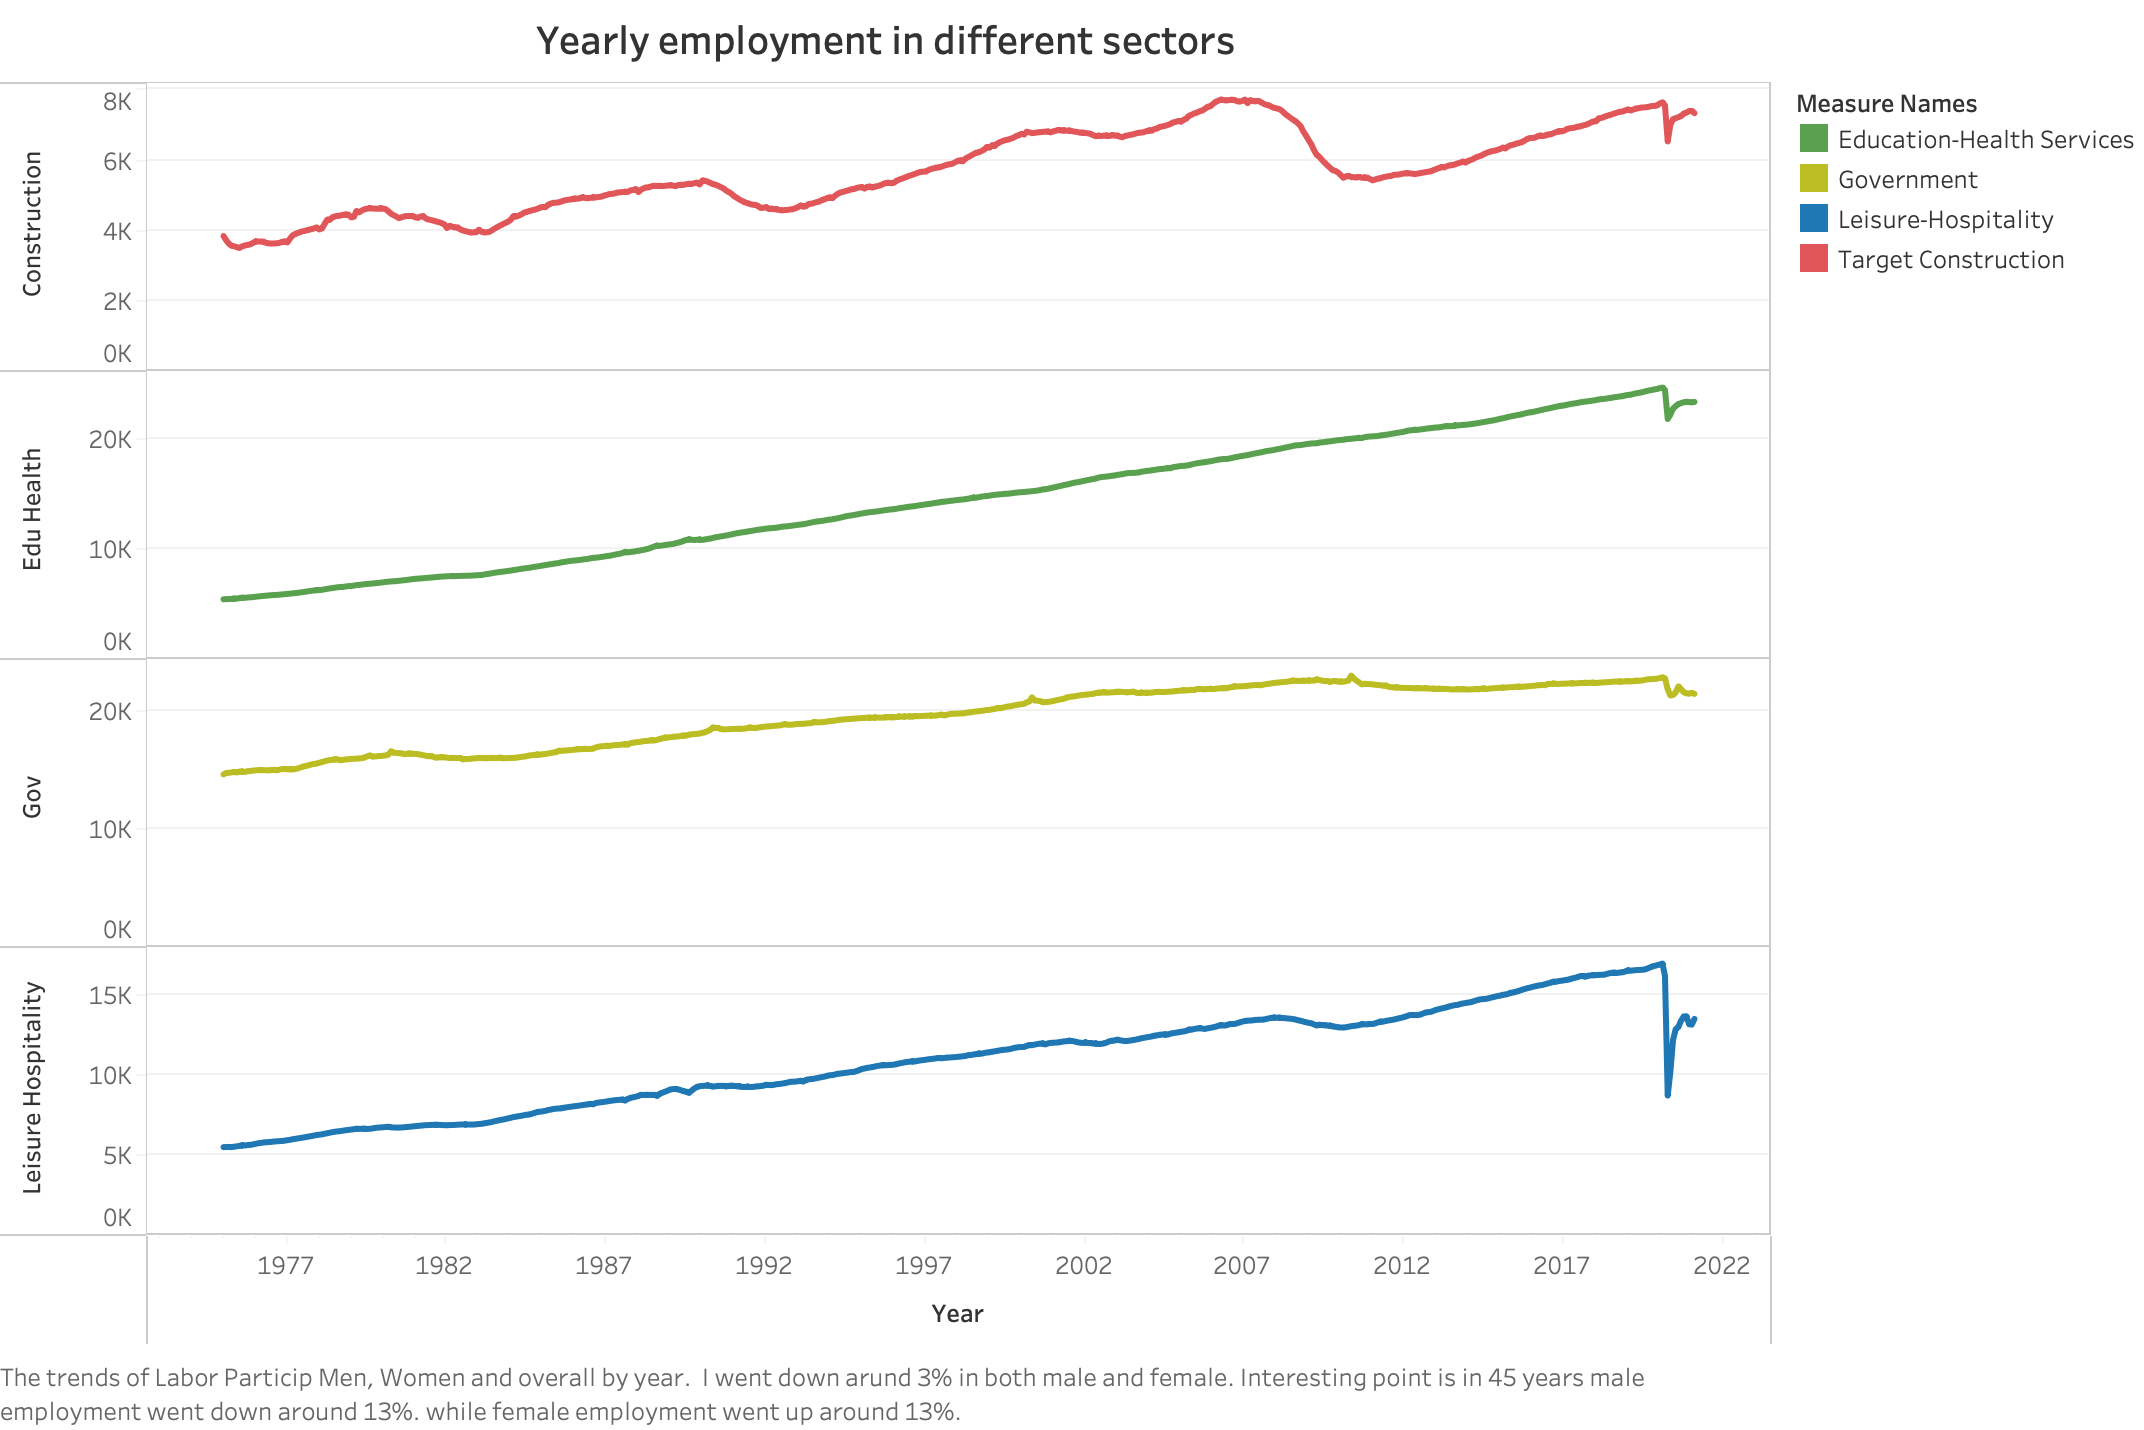 Yearly employment in different sectors
Construction
8K
6K
4K
2K
0K
Edu Health
20K
10K
0K
Gov
20K
10K
0K
Leisure Hospitality
15K
10K
5K
0K
1977 1982 1987 1992 1997 2002 2007 2012 2017 2022
Year
Measure Names
Education-Health Services
Government
Leisure-Hospitality
Target Construction
The trends of Labor Particip Men, Women and overall by year.  I went down arund 3% in both male and female. Interesting point is in 45 years male
employment went down around 13%. while female employment went up around 13%.